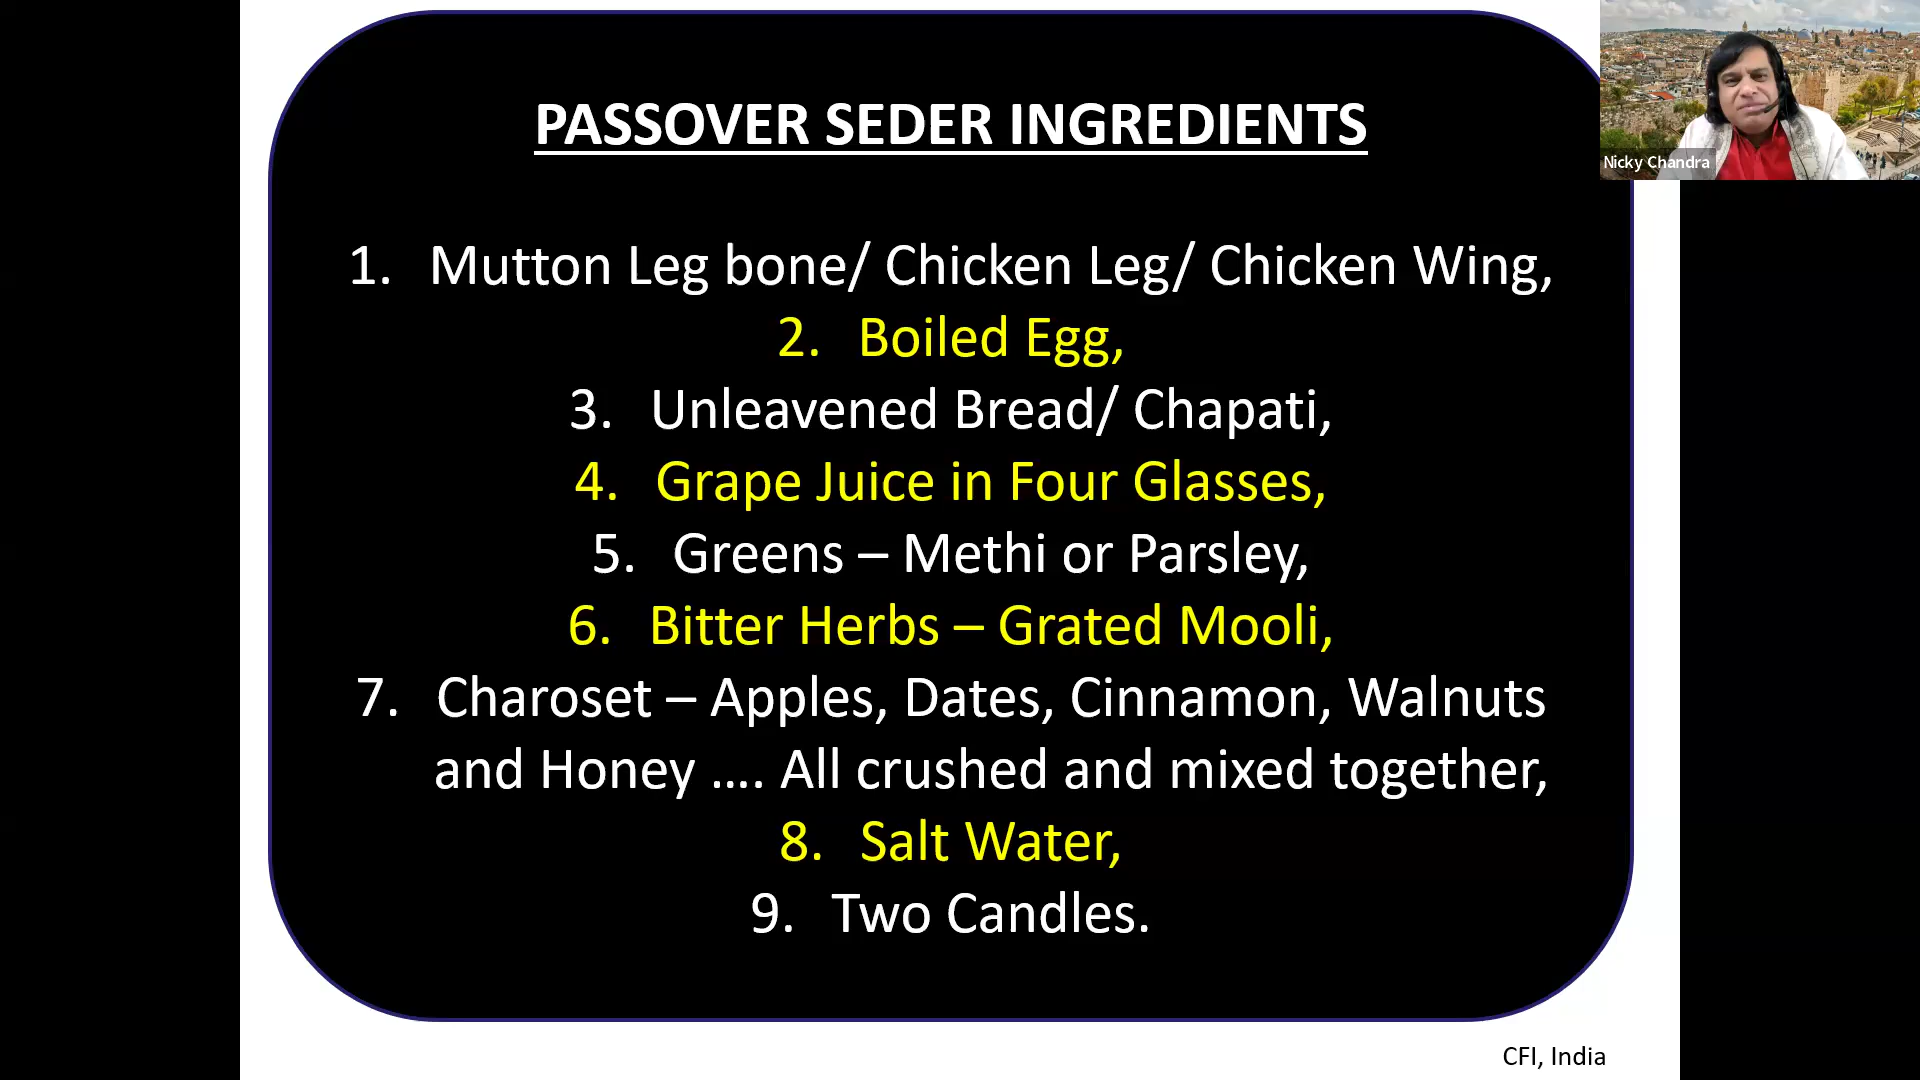 PASSOVER SEDER INGREDIENTS
1. Mutton Leg bone/ Chicken Leg/ Chicken Wing,
2. Boiled Egg,
3. Unleavened Bread/ Chapati,
4. Grape Juice in Four Glasses,
5. Greens – Methi or Parsley,
6. Bitter Herbs – Grated Mooli,
7. Charoset – Apples, Dates, Cinnamon, Walnuts
and Honey .... All crushed and mixed together,
8. Salt Water,
9. Two Candles.
Nicky Chandra
CFI, India